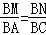 BM/BA = BN/BC